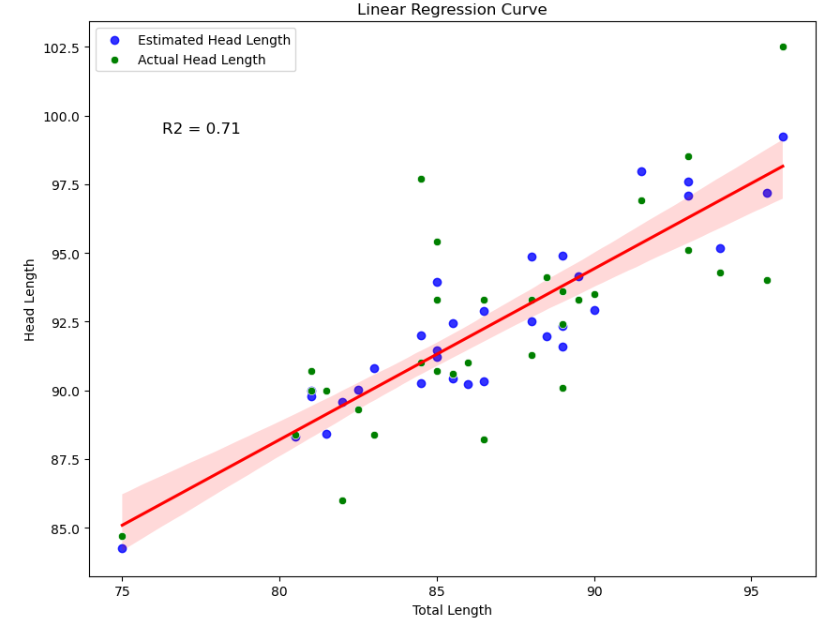 Linear Regression Curve
Estimated Head Length
Actual Head Length
R2 = 0.71
102.5
100.0
97.5
95.0
92.5
90.0
87.5
85.0
Head Length
75 80 85 90 95
Total Length